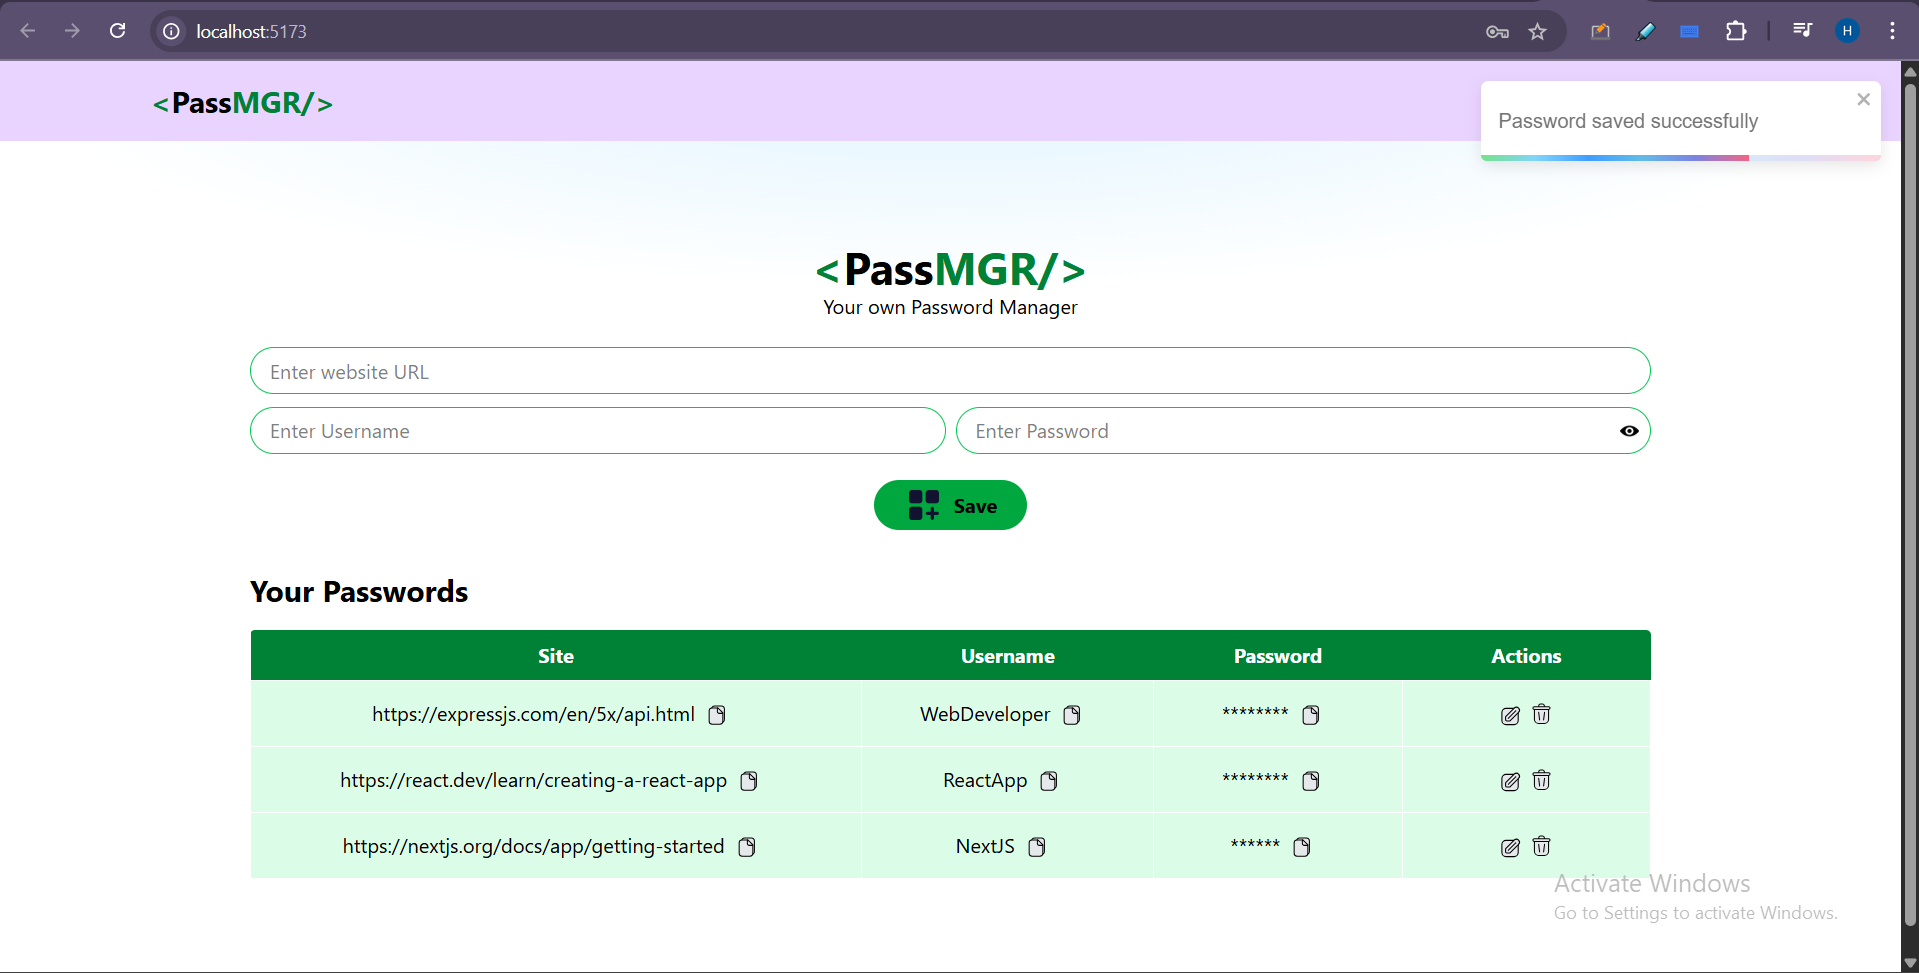 localhost:5173
H
<PassMGR/>
Password saved successfully
<PassMGR/>
Your own Password Manager
Enter website URL
Enter Username
Enter Password
Save
Your Passwords
Site Username Password Actions
https://expressjs.com/en/5x/api.html WebDeveloper ********
https://react.dev/learn/creating-a-react-app ReactApp ********
https://nextjs.org/docs/app/getting-started NextJS ******
Activate Windows
Go to Settings to activate Windows.